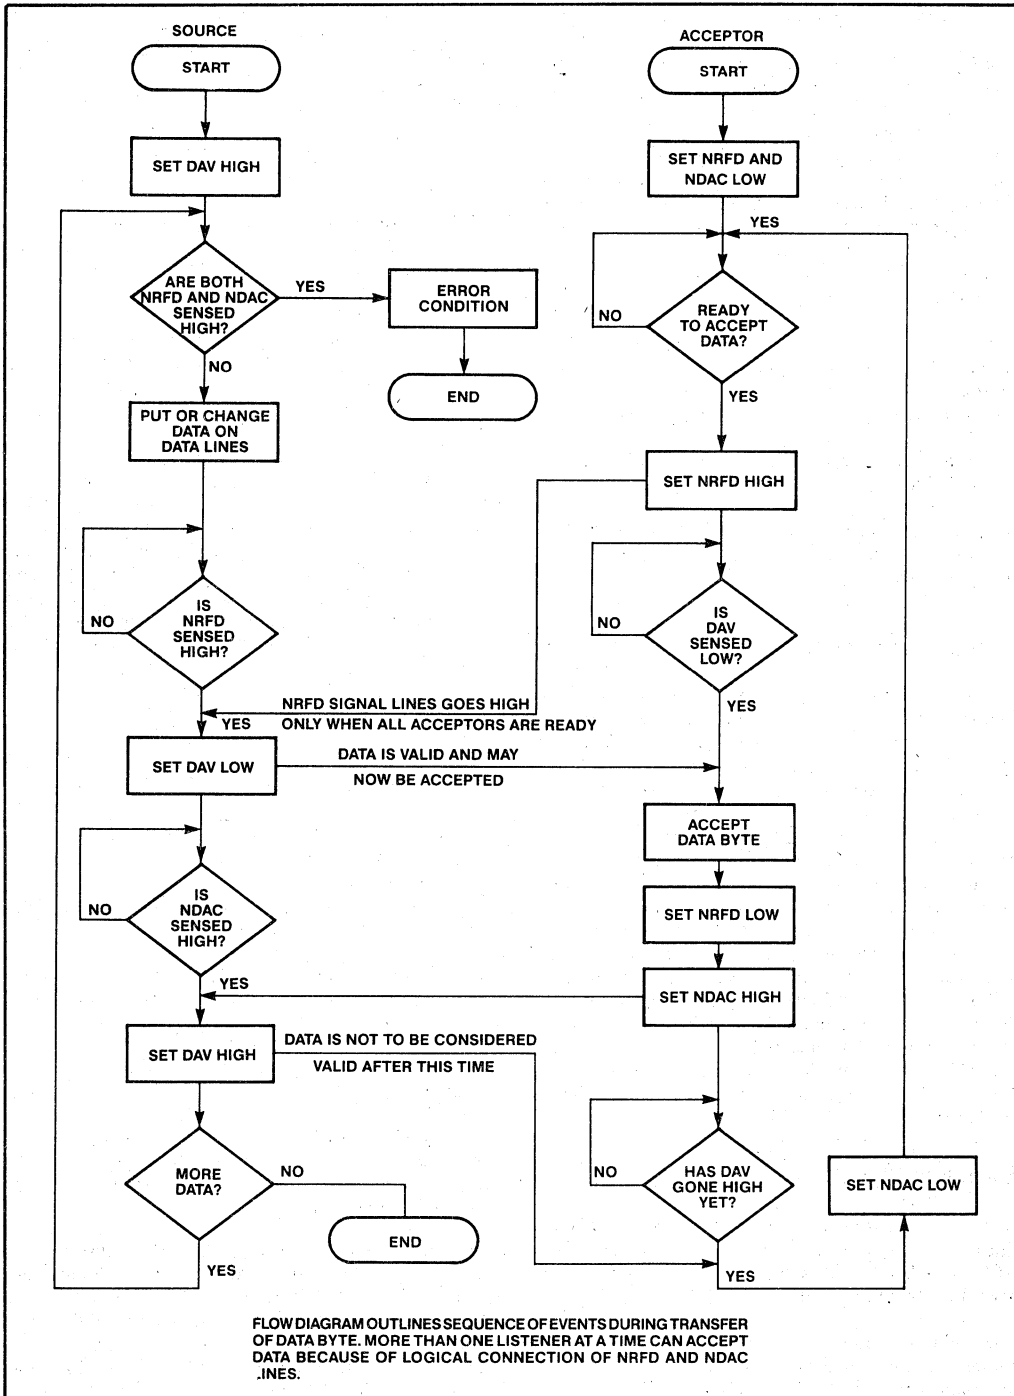 SOURCE
START
SET DAV HIGH
ARE BOTH
NRFD AND NDAC
SENSED
HIGH?
YES
ERROR
CONDITION
END
NO
PUT OR CHANGE
DATA ON
DATA LINES
IS
NRFD
SENSED
HIGH?
NO
YES
NRFD SIGNAL LINES GOES HIGH
ONLY WHEN ALL ACCEPTORS ARE READY
SET DAV LOW
DATA IS VALID AND MAY
NOW BE ACCEPTED
IS
NDAC
SENSED
HIGH?
NO
YES
SET DAV HIGH
DATA IS NOT TO BE CONSIDERED
VALID AFTER THIS TIME
MORE
DATA?
NO
END
YES
ACCEPTOR
START
SET NRFD AND
NDAC LOW
YES
READY
TO ACCEPT
DATA?
NO
YES
SET NRFD HIGH
IS
DAV
SENSED
LOW?
NO
YES
ACCEPT
DATA BYTE
SET NRFD LOW
SET NDAC HIGH
HAS DAV
GONE HIGH
YET?
NO
YES
SET NDAC LOW
FLOW DIAGRAM OUTLINES SEQUENCE OF EVENTS DURING TRANSFER
OF DATA BYTE. MORE THAN ONE LISTENER AT A TIME CAN ACCEPT
DATA BECAUSE OF LOGICAL CONNECTION OF NRFD AND NDAC
.INES.